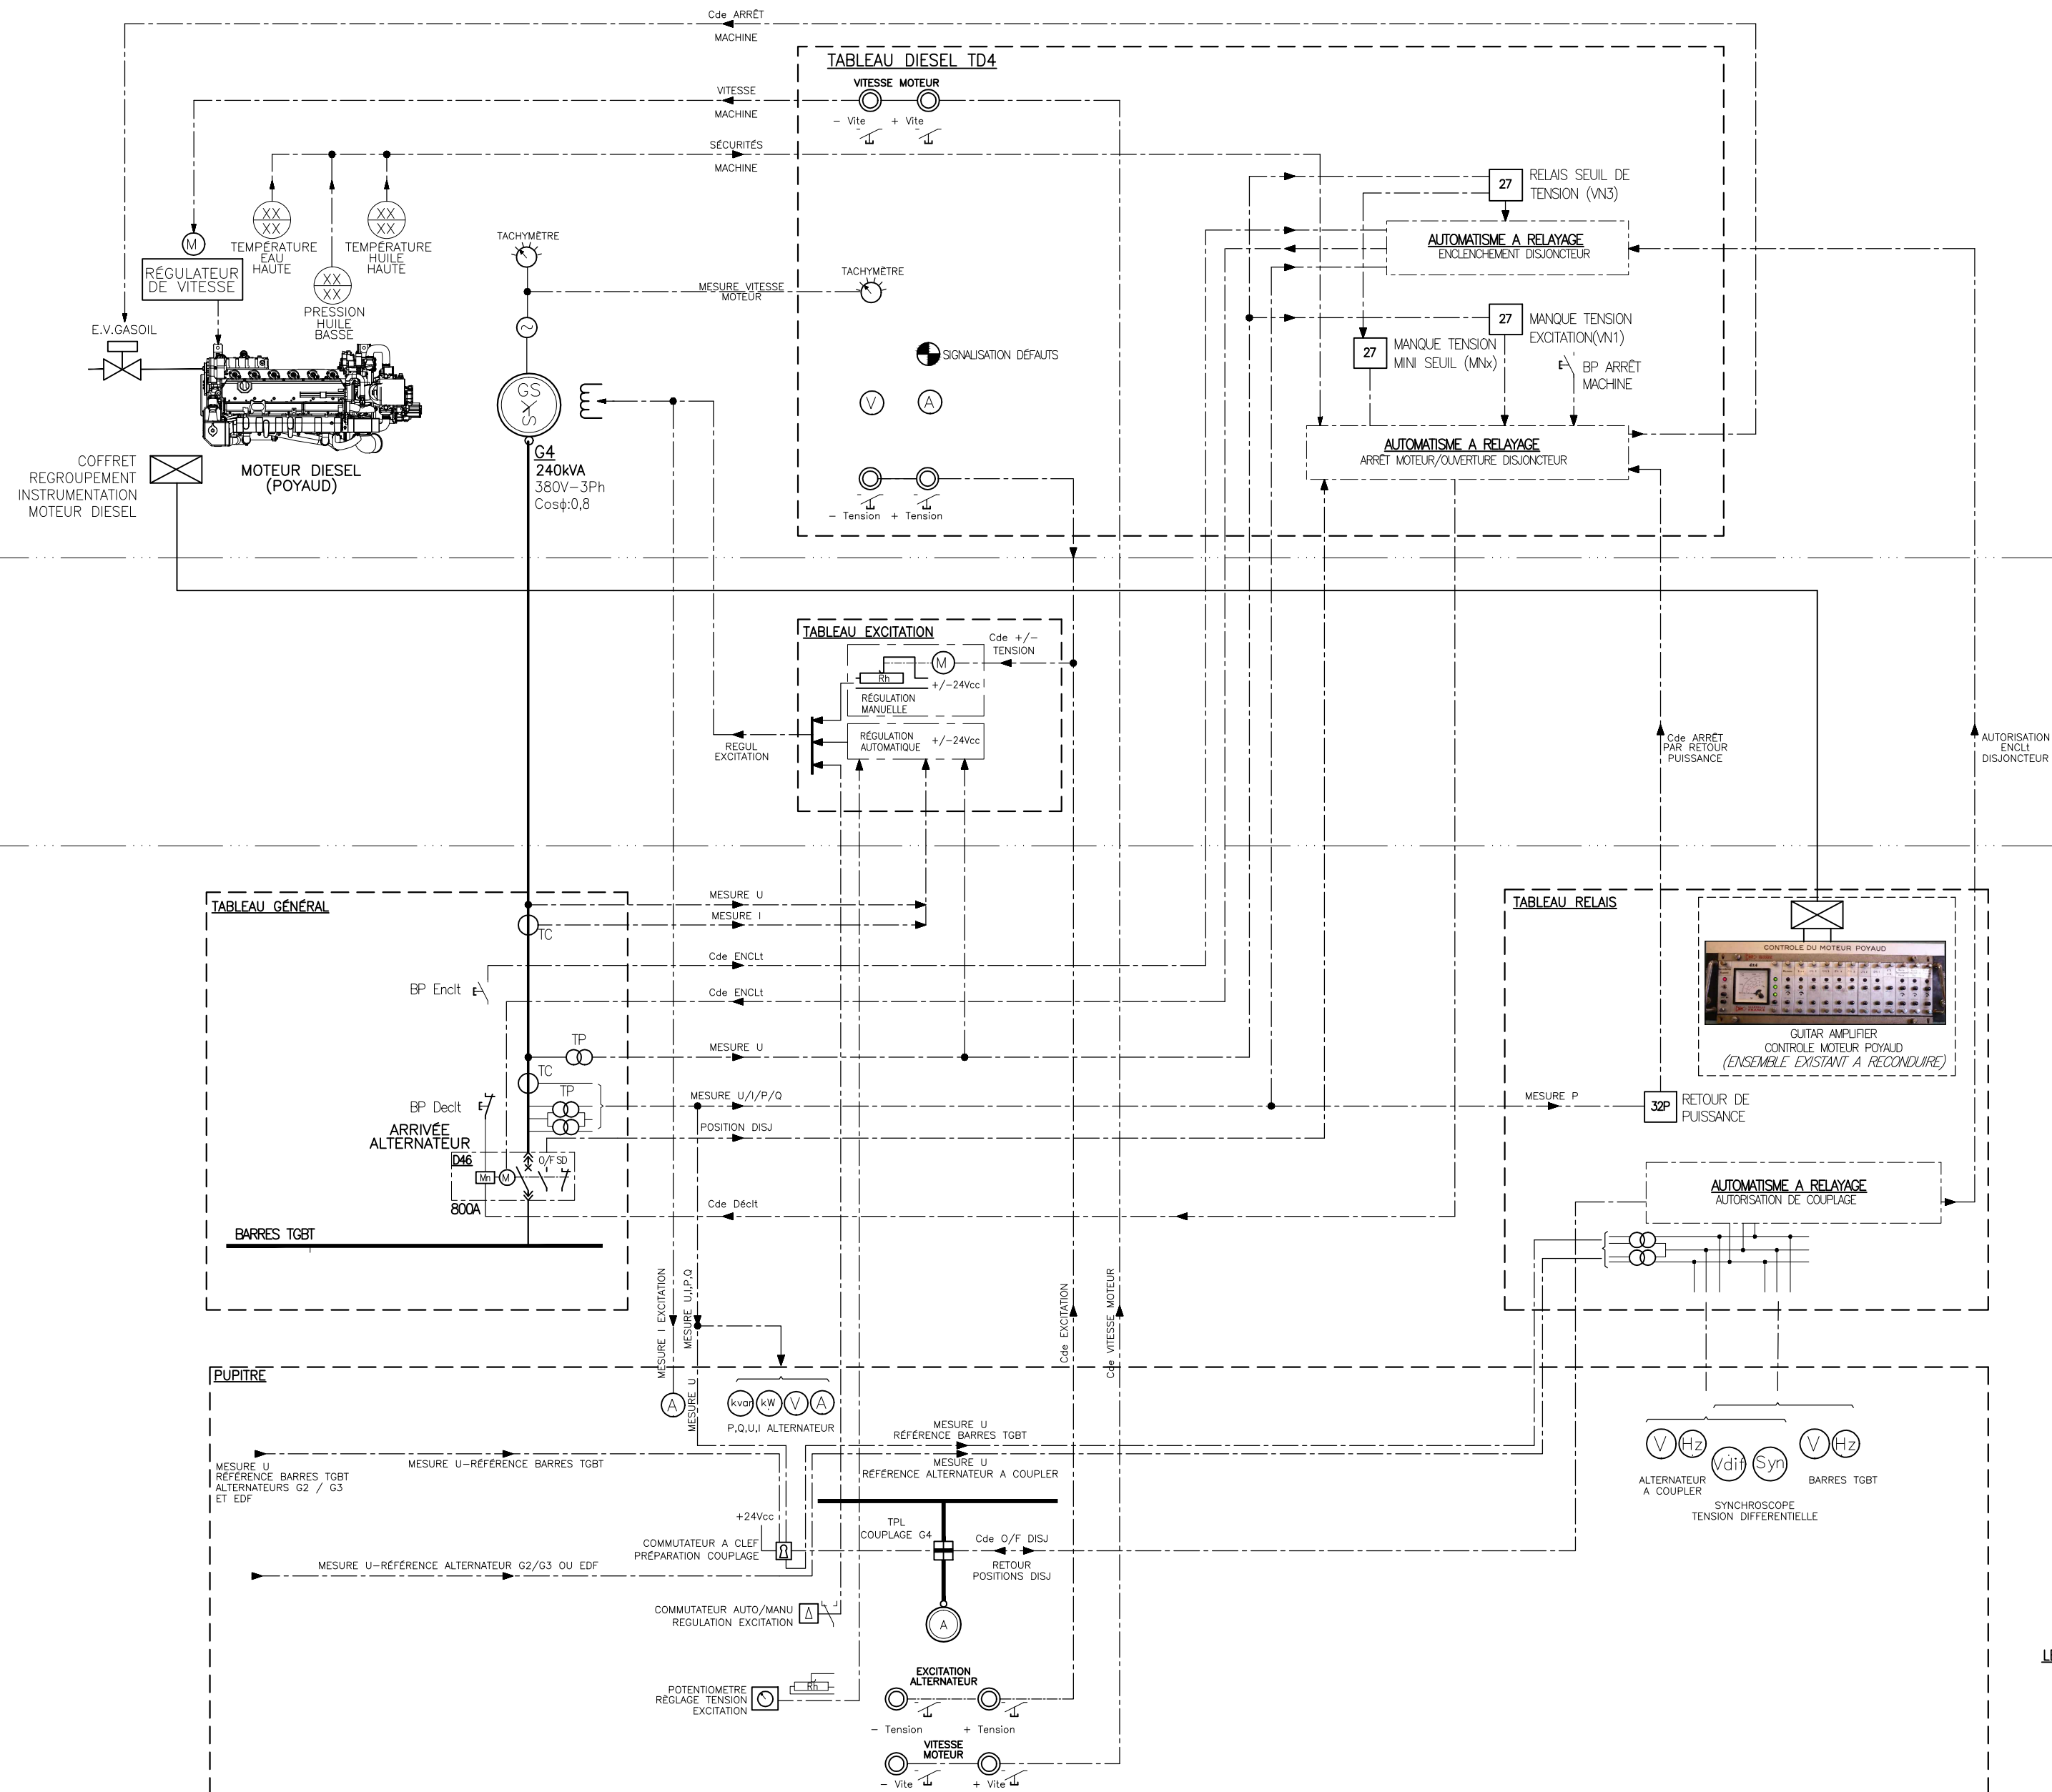 Cde ARRÊT
MACHINE
TABLEAU DIESEL TD4
VITESSE MOTEUR
VITESSE
MACHINE
- Vite + Vite
SÉCURITÉS
MACHINE
27
RELAIS SEUIL DE
TENSION (VN3)
XX
XX
XX
XX
M
TEMPÉRATURE
EAU
HAUTE
TEMPÉRATURE
HUILE
HAUTE
TACHYMÈTRE
AUTOMATISME A RELAYAGE
ENCLENCHEMENT DISJONCTEUR
RÉGULATEUR
DE VITESSE
XX
XX
PRESSION
HUILE
BASSE
TACHYMÈTRE
MESURE VITESSE
MOTEUR
E.V.GASOIL
27
MANQUE TENSION
EXCITATION(VN1)
27
MANQUE TENSION
MINI SEUIL (MNx)
BP ARRÊT
MACHINE
SIGNALISATION DÉFAUTS
GS
Y
S
V
A
G4
240kVA
380V-3Ph
Cosϕ:0,8
AUTOMATISME A RELAYAGE
ARRÊT MOTEUR/OUVERTURE DISJONCTEUR
COFFRET
REGROUPEMENT
INSTRUMENTATION
MOTEUR DIESEL
MOTEUR DIESEL
(POYAUD)
- Tension + Tension
TABLEAU EXCITATION
Cde +/-
TENSION
M
Rh
+/-24Vcc
RÉGULATION
MANUELLE
RÉGULATION
AUTOMATIQUE
+/-24Vcc
REGUL
EXCITATION
Cde ARRÊT
PAR RETOUR
PUISSANCE
AUTORISATION
ENCLt
DISJONCTEUR
TABLEAU GÉNÉRAL
MESURE U
MESURE I
TC
TABLEAU RELAIS
CONTROLE DU MOTEUR POYAUD
Cde ENCLt
BP Enclt
Cde ENCLt
GUITAR AMPLIFIER
CONTROLE MOTEUR POYAUD
(ENSEMBLE EXISTANT A RECONDUIRE)
TP
MESURE U
TC
TP
BP Declt
MESURE U/I/P/Q
MESURE P
32P
RETOUR DE
PUISSANCE
ARRIVÉE
ALTERNATEUR
POSITION DISJ
D46
O/F SD
Mn
M
800A
Cde Déclt
AUTOMATISME A RELAYAGE
AUTORISATION DE COUPLAGE
BARRES TGBT
MESURE I EXCITATION
MESURE U,I,P,Q
Cde EXCITATION
Cde VITESSE MOTEUR
PUPITRE
MESURE U
A
kvar
kW
V
A
P,Q,U,I ALTERNATEUR
MESURE U
RÉFÉRENCE BARRES TGBT
MESURE U
RÉFÉRENCE ALTERNATEUR A COUPLER
MESURE U
RÉFÉRENCE BARRES TGBT
ALTERNATEURS G2 / G3
ET EDF
MESURE U-RÉFÉRENCE BARRES TGBT
V
Hz
Vdif
Syn
V
Hz
ALTERNATEUR
A COUPLER
BARRES TGBT
SYNCHROSCOPE
TENSION DIFFERENTIELLE
+24Vcc
TPL
COUPLAGE G4
COMMUTATEUR A CLEF
PRÉPARATION COUPLAGE
Cde O/F DISJ
RETOUR
POSITIONS DISJ
MESURE U-RÉFÉRENCE ALTERNATEUR G2/G3 OU EDF
COMMUTATEUR AUTO/MANU
REGULATION EXCITATION
A
EXCITATION
ALTERNATEUR
POTENTIOMETRE
RÈGLAGE TENSION
EXCITATION
Rh
- Tension + Tension
VITESSE
MOTEUR
- Vite + Vite